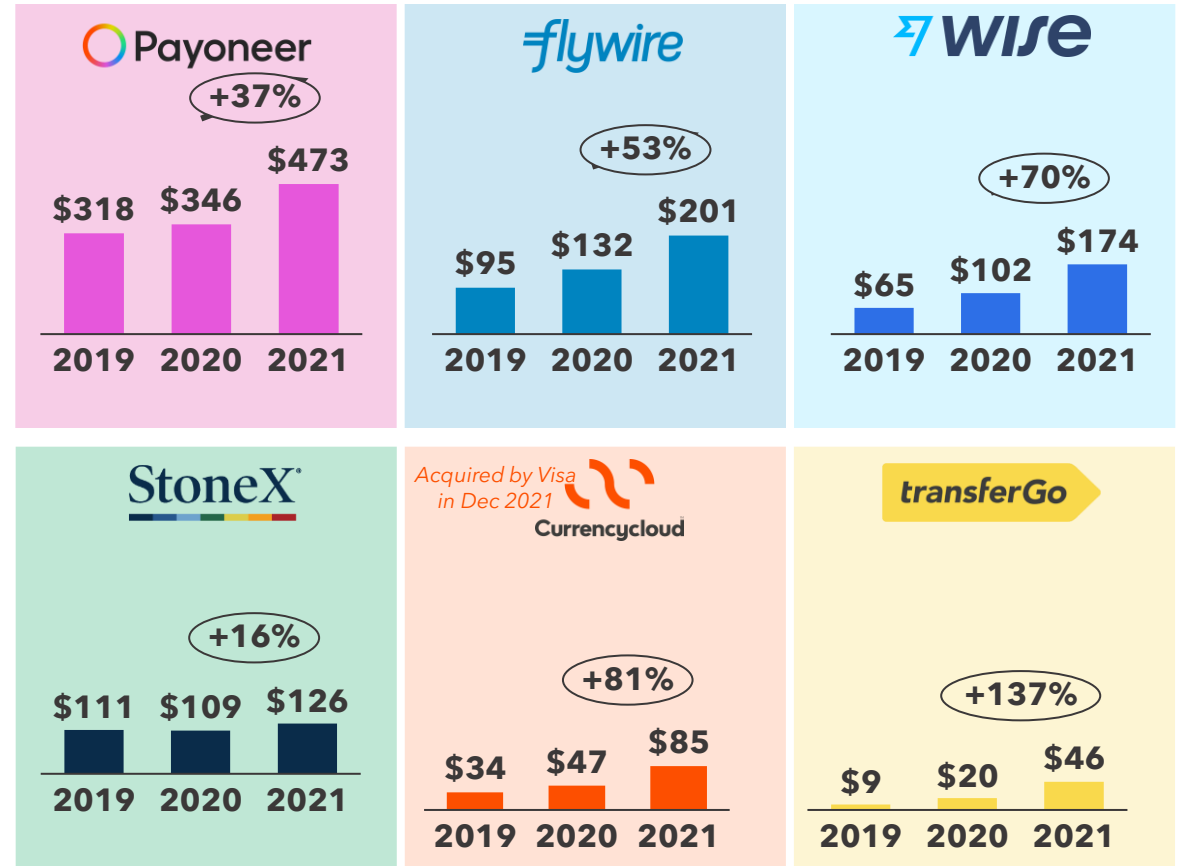 Payoneer
+37%
$318 $346 $473
2019 2020 2021
flywire
+53%
$95 $132 $201
2019 2020 2021
WISE
+70%
$65 $102 $174
2019 2020 2021
StoneX®
+16%
$111 $109 $126
2019 2020 2021
Acquired by Visa
in Dec 2021
Currencycloud
+81%
$34 $47 $85
2019 2020 2021
transferGo
+137%
$9 $20 $46
2019 2020 2021